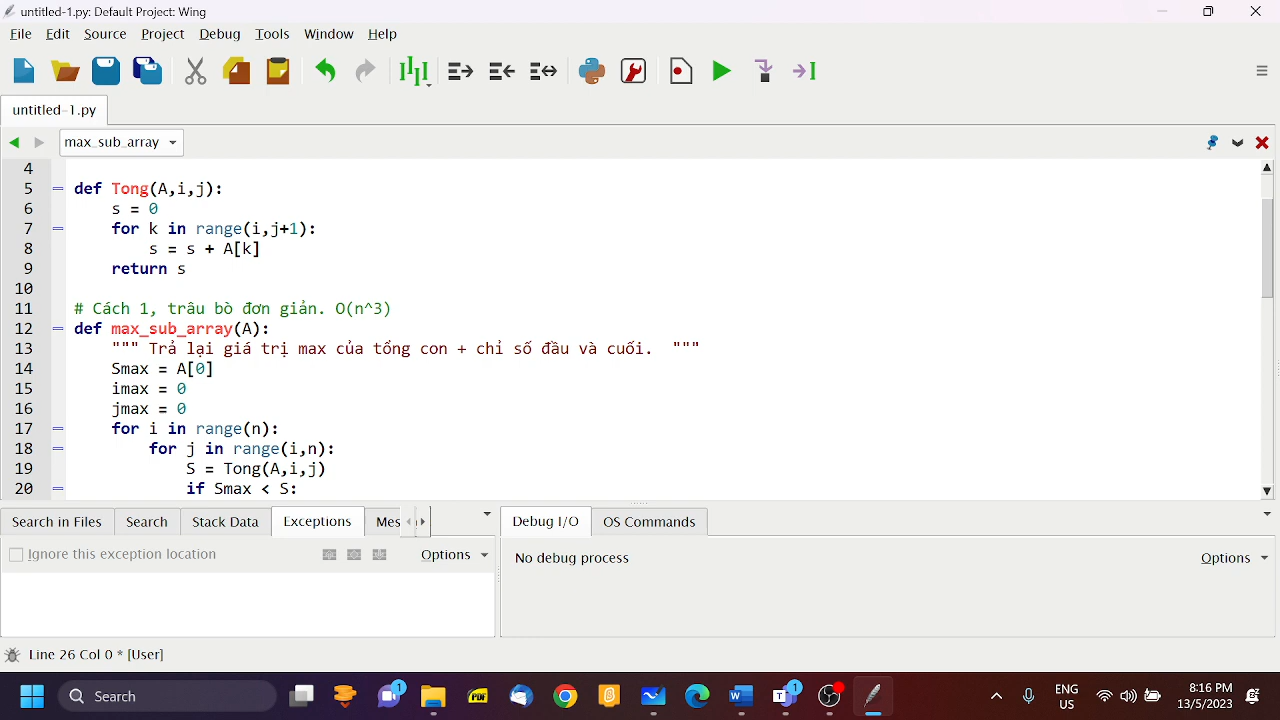 untitled-1.py: Default Project: Wing
File Edit Source Project Debug Tools Window Help
untitled-1.py
max_sub_array
4
5 def Tong(A,i,j):
6 s = 0
7 for k in range(i,j+1):
8 s = s + A[k]
9 return s
10
11 # Cách 1, trâu bò đơn giản. O(n^3)
12 def max_sub_array(A):
13 """ Trả lại giá trị max của tổng con + chỉ số đầu và cuối. """
14 Smax = A[0]
15 imax = 0
16 jmax = 0
17 for i in range(n):
18 for j in range(i,n):
19 S = Tong(A,i,j)
20 if Smax < S:
Search in Files Search Stack Data Exceptions Mes Debug I/O OS Commands
Ignore this exception location Options No debug process Options
Line 26 Col 0 * [User]
Search PDF 1 W 1 ENG US 8:16 PM 13/5/2023